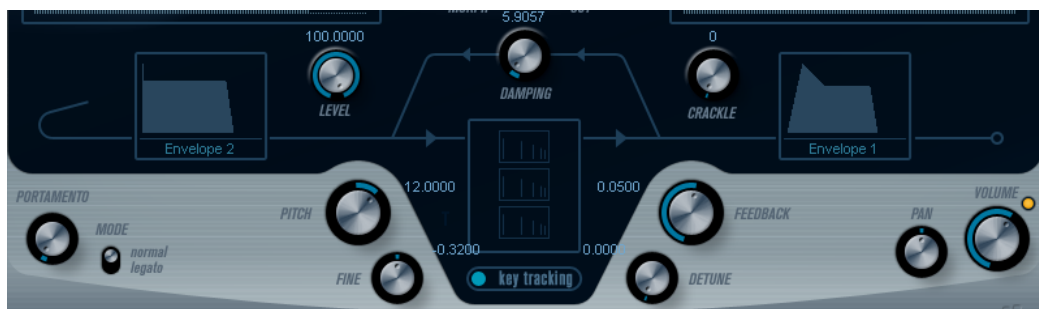 5.9057
100.0000
0
LEVEL
DAMPING
CRACKLE
Envelope 2
Envelope 1
PORTAMENTO
12.0000
0.0500
VOLUME
PITCH
FEEDBACK
PAN
MODE
normal
legato
-0.3200
0.0000
FINE
key tracking
DETUNE